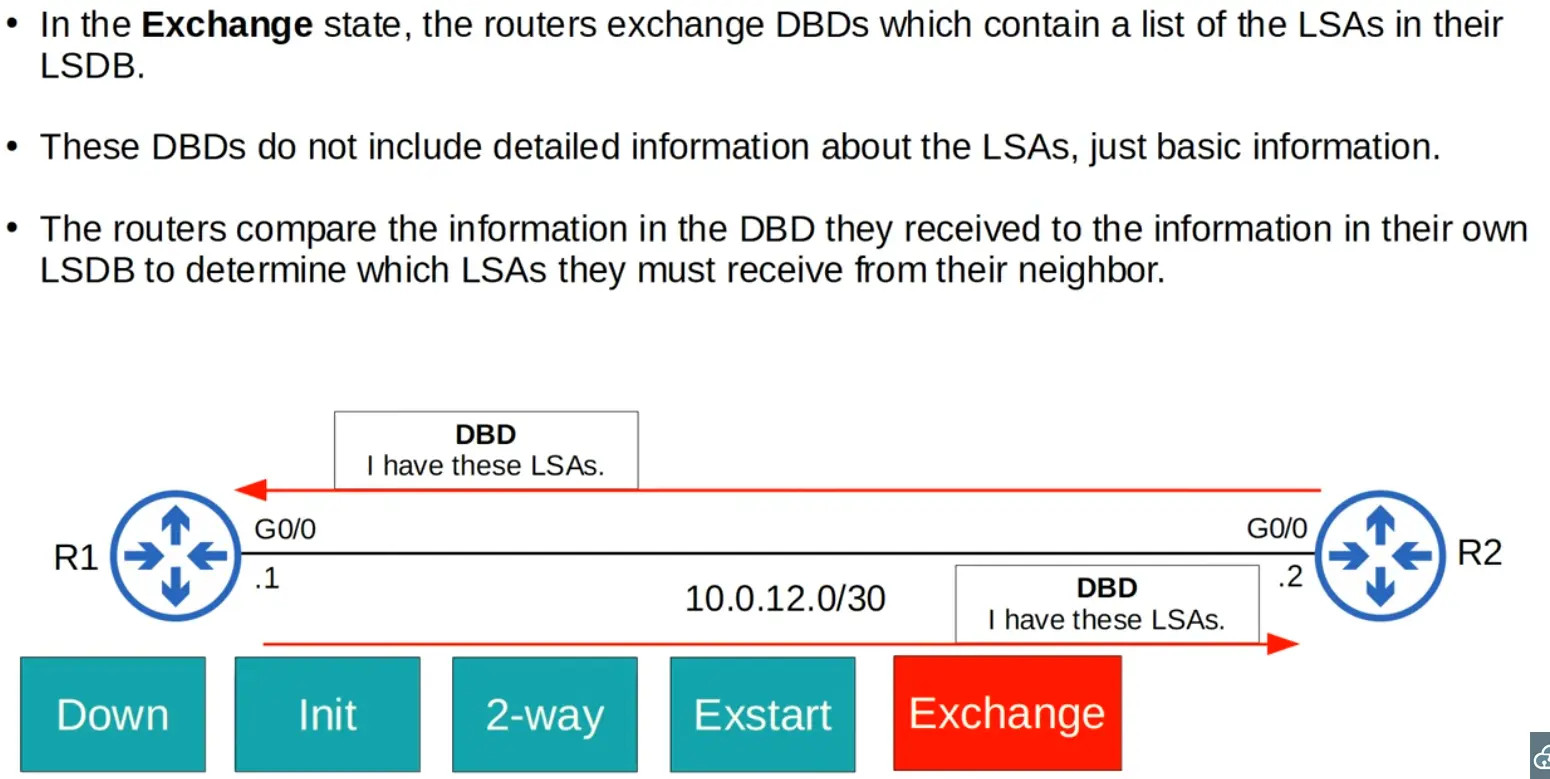 • In the Exchange state, the routers exchange DBDs which contain a list of the LSAs in their
LSDB.
• These DBDs do not include detailed information about the LSAs, just basic information.
• The routers compare the information in the DBD they received to the information in their own
LSDB to determine which LSAs they must receive from their neighbor.
DBD
I have these LSAs.
G0/0
G0/0
R1
R2
.1
.2
10.0.12.0/30
DBD
I have these LSAs.
Down
Init
2-way
Exstart
Exchange